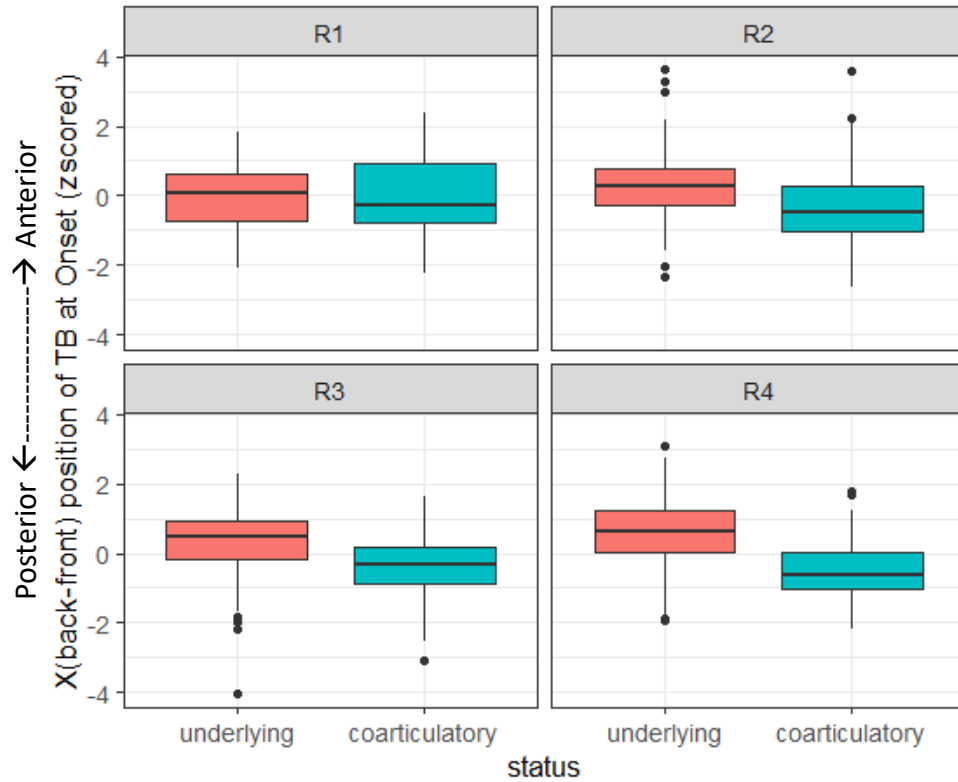 R1
R2
4
2
0
-2
-4
R3
R4
4
2
0
-2
-4
Posterior ←--------------→ Anterior
X(back-front) position of TB at Onset (zscored)
underlying
coarticulatory
underlying
coarticulatory
status